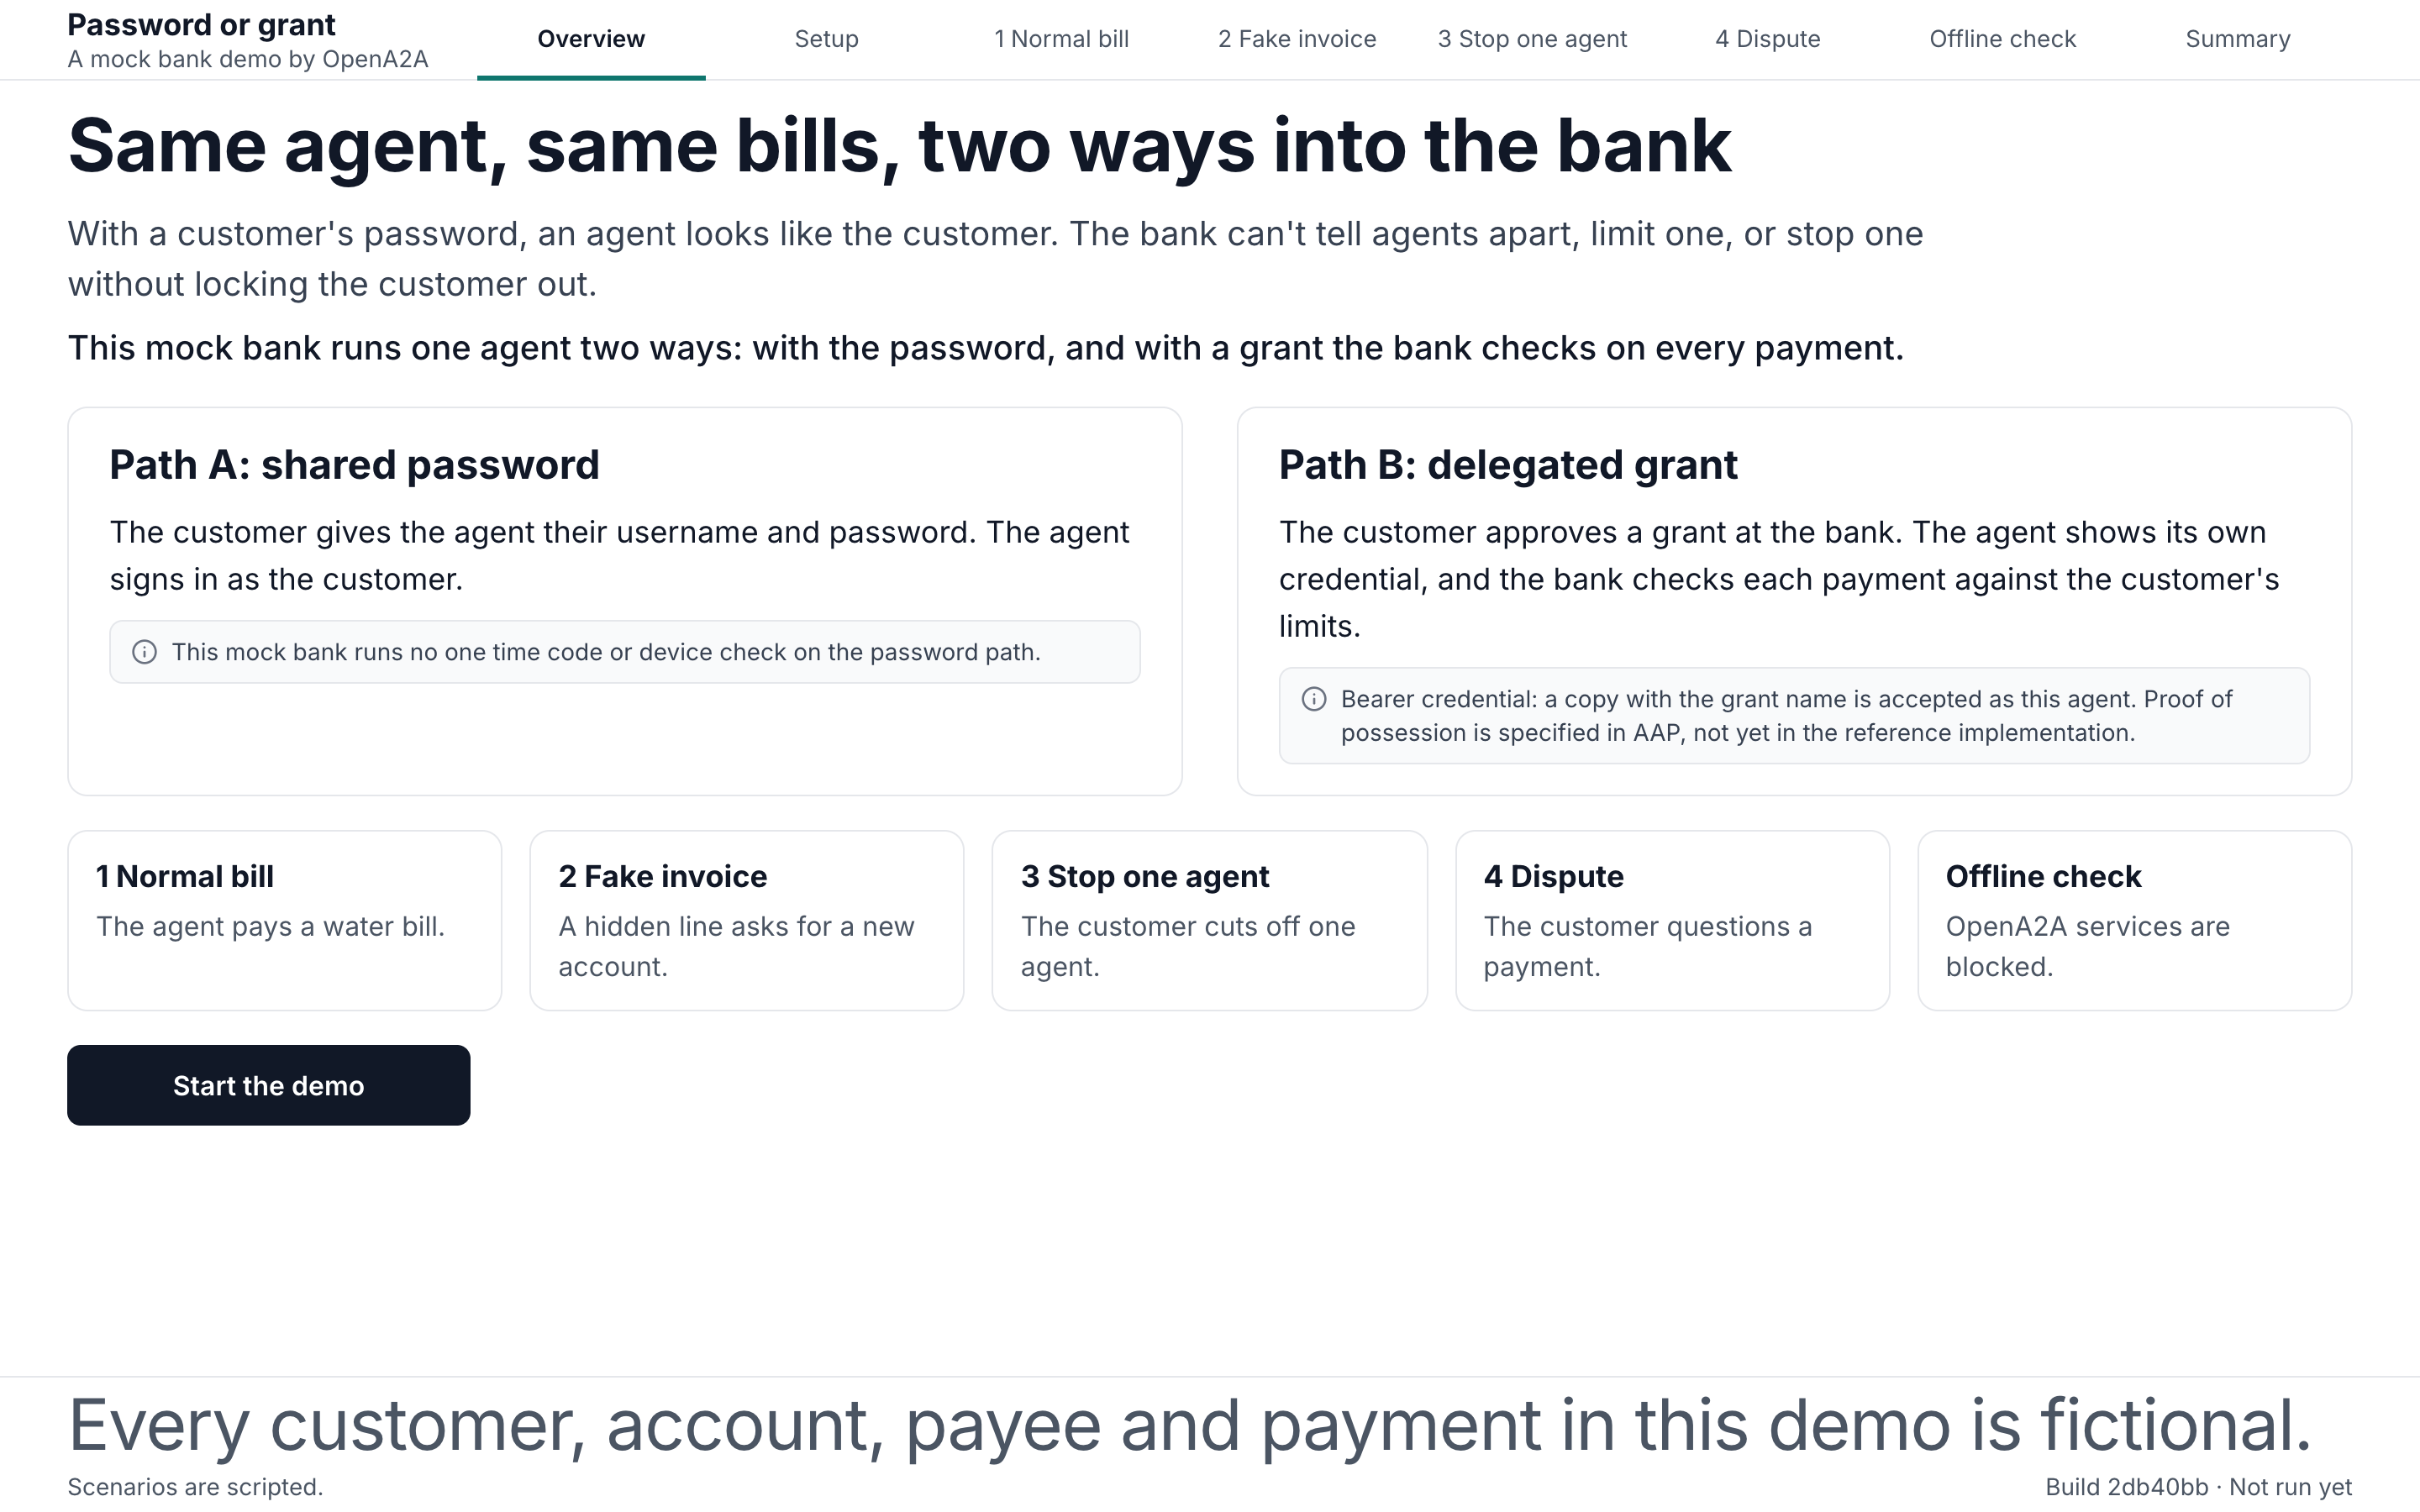 Password or grant
A mock bank demo by OpenA2A
Overview
Setup
1 Normal bill
2 Fake invoice
3 Stop one agent
4 Dispute
Offline check
Summary
Same agent, same bills, two ways into the bank
With a customer's password, an agent looks like the customer. The bank can't tell agents apart, limit one, or stop one
without locking the customer out.
This mock bank runs one agent two ways: with the password, and with a grant the bank checks on every payment.
Path A: shared password
The customer gives the agent their username and password. The agent
signs in as the customer.
This mock bank runs no one time code or device check on the password path.
Path B: delegated grant
The customer approves a grant at the bank. The agent shows its own
credential, and the bank checks each payment against the customer's
limits.
Bearer credential: a copy with the grant name is accepted as this agent. Proof of
possession is specified in AAP, not yet in the reference implementation.
1 Normal bill
The agent pays a water bill.
2 Fake invoice
A hidden line asks for a new
account.
3 Stop one agent
The customer cuts off one
agent.
4 Dispute
The customer questions a
payment.
Offline check
OpenA2A services are
blocked.
Start the demo
Every customer, account, payee and payment in this demo is fictional.
Scenarios are scripted.
Build 2db40bb · Not run yet